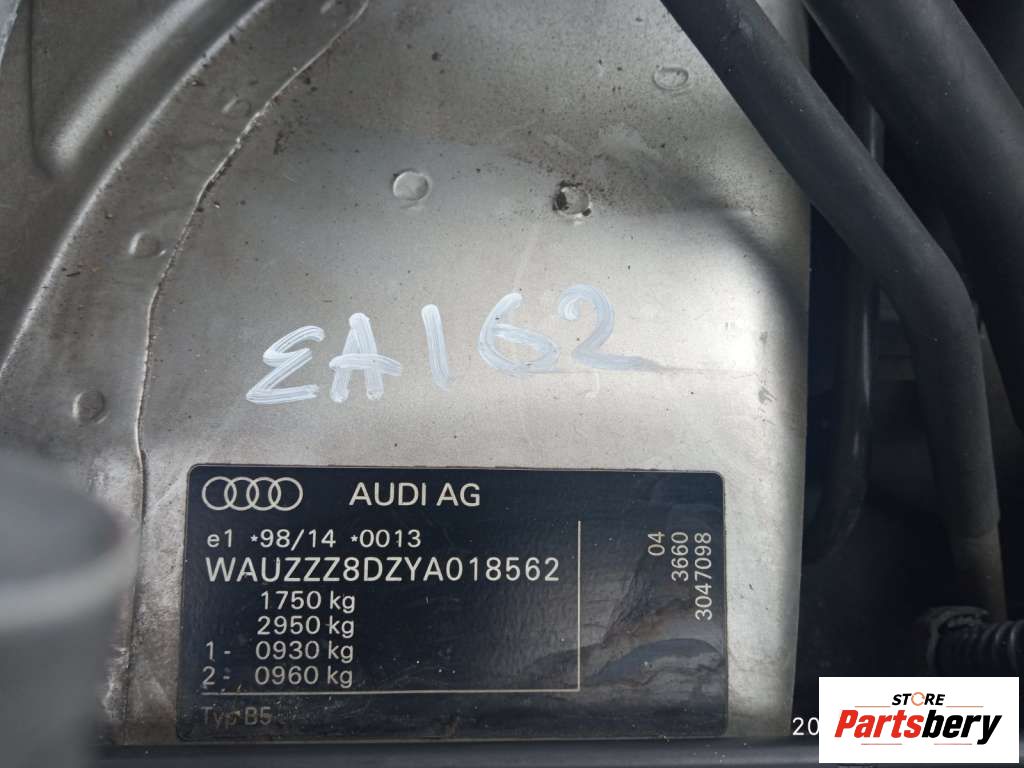 EA162
AUDI AG
e1 *98/14 *0013
WAUZZZ8DZYA018562
1750 kg
2950 kg
1- 0930 kg
2- 0960 kg
Typ B5
04
3660
3047098
20
STORE
Partsbery